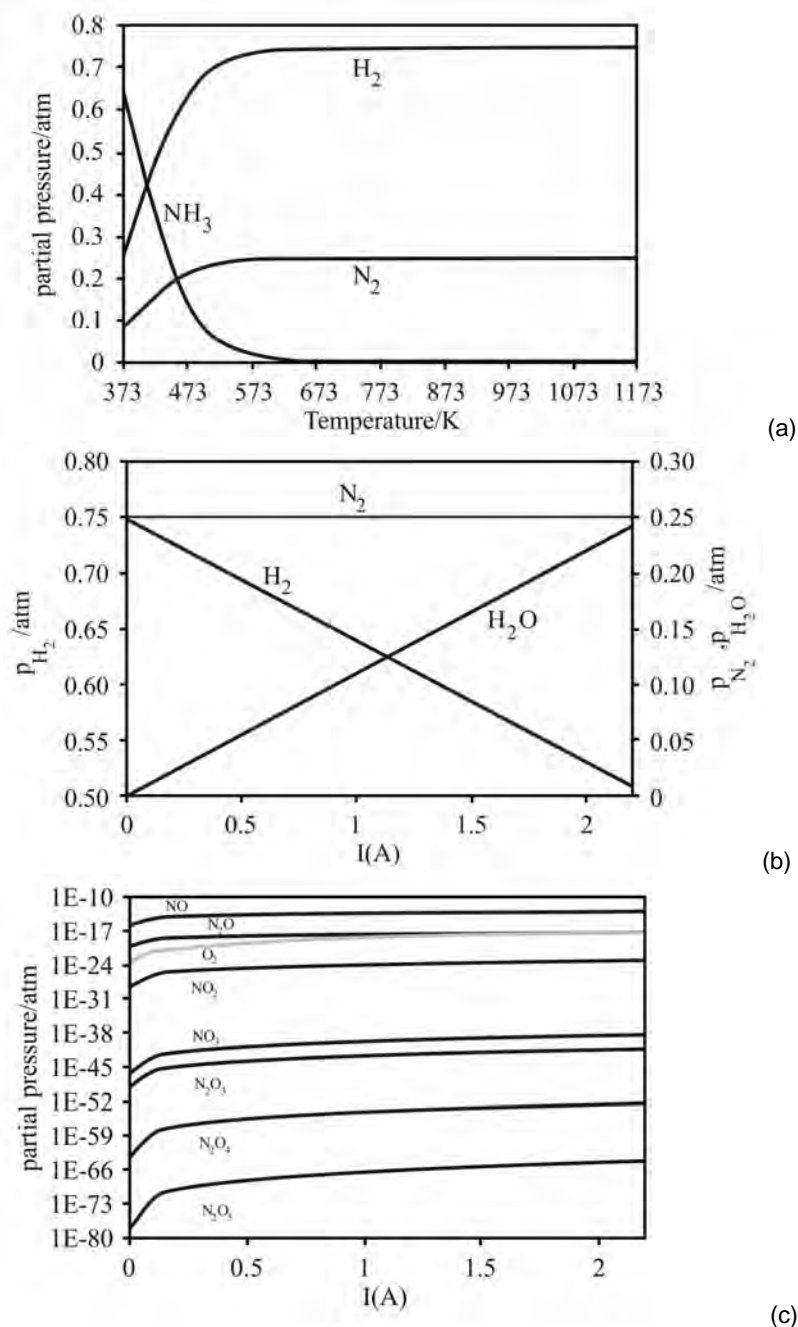 0.8
0.7
0.6
0.5
0.4
0.3
0.2
0.1
0
partial pressure/atm
H2
NH3
N2
373 473 573 673 773 873 973 1073 1173
Temperature/K
(a)
0.80
0.75
0.70
0.65
0.60
0.55
0.50
pH2/atm
N2
H2
H2O
0.30
0.25
0.20
0.15
0.10
0.05
0
pN2,pH2O/atm
0 0.5 1 1.5 2
I(A)
(b)
1E-10
1E-17
1E-24
1E-31
1E-38
1E-45
1E-52
1E-59
1E-66
1E-73
1E-80
partial pressure/atm
NO
N2O
O2
NO2
NO3
N2O3
N2O4
N2O5
0 0.5 1 1.5 2
I(A)
(c)